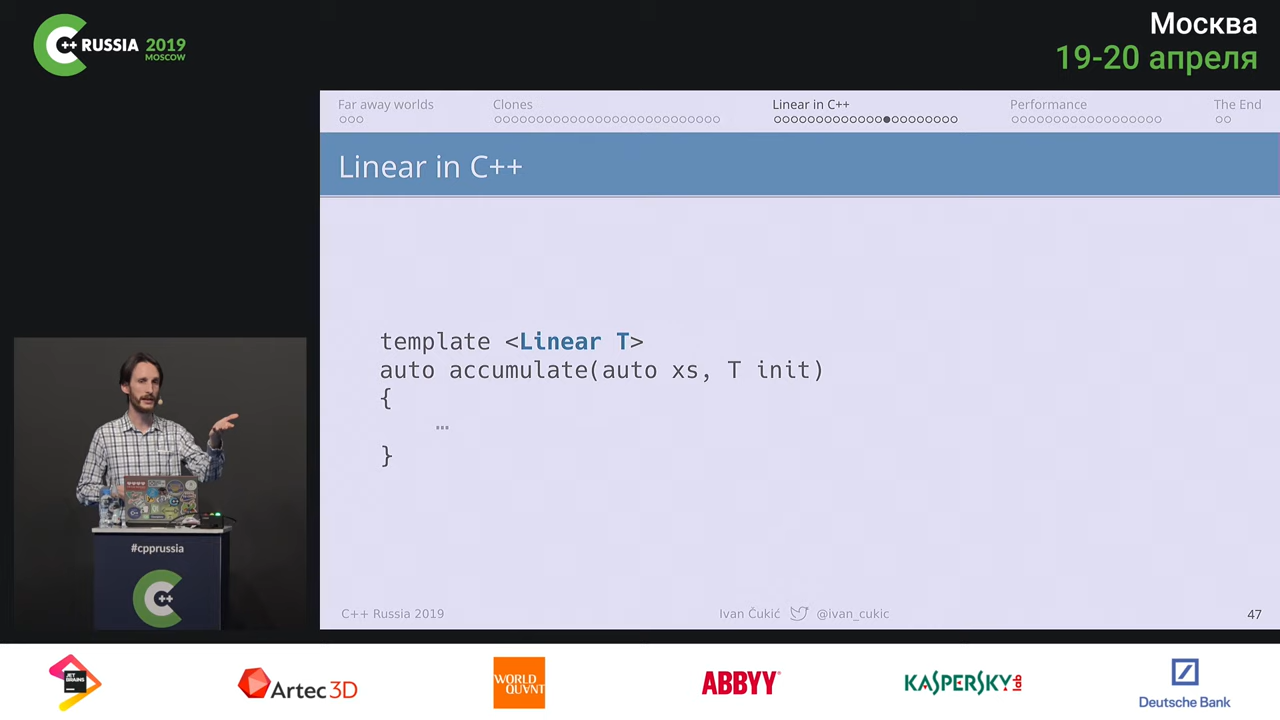 C++ RUSSIA 2019
MOSCOW
Москва
19-20 апреля
Far away worlds
Clones
Linear in C++
Performance
The End
Linear in C++
template <Linear T>
auto accumulate(auto xs, T init)
{
…
}
C++ Russia 2019
Ivan Čukić
@ivan_cukic
47
#cpprussia
C++
JET
BRAINS
Artec 3D
WORLD
QUANT
ABBYY
KASPERSKY lab
Deutsche Bank